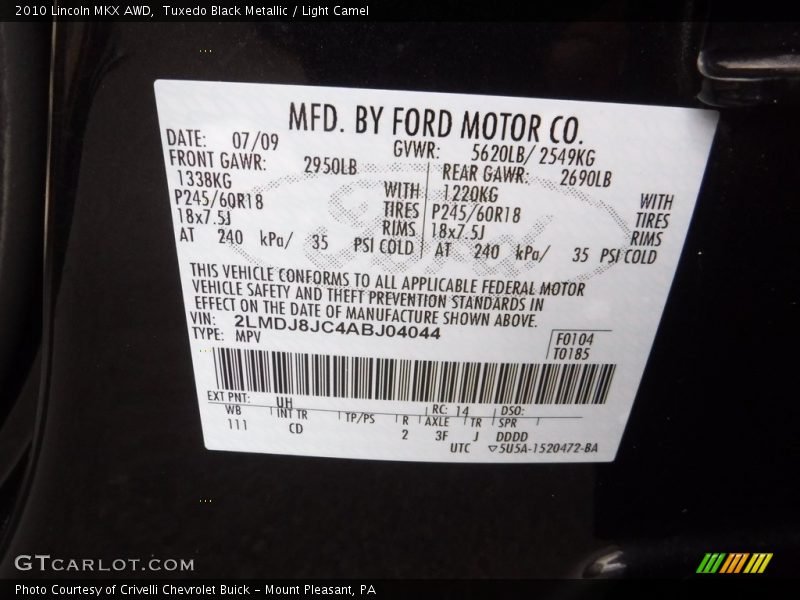 2010 Lincoln MKX AWD,  Tuxedo Black Metallic / Light Camel
MFD. BY FORD MOTOR CO.
DATE: 07/09 GVWR: 5620LB/ 2549KG
FRONT GAWR: 2950LB REAR GAWR: 2690LB
1338KG WITH 1220KG WITH
P245/60R18 TIRES P245/60R18 TIRES
18x7.5J RIMS 18x7.5J RIMS
AT 240 kPa/ 35 PSI COLD AT 240 kPa/ 35 PSI COLD
Ford
THIS VEHICLE CONFORMS TO ALL APPLICABLE FEDERAL MOTOR
VEHICLE SAFETY AND THEFT PREVENTION STANDARDS IN
EFFECT ON THE DATE OF MANUFACTURE SHOWN ABOVE.
VIN: 2LMDJ8JC4ABJ04044
TYPE: MPV
F0104
T0185
EXT PNT: UH RC: 14 DSO:
WB INT TR TP/PS R AXLE TR SPR
111 CD 2 3F J DDDD
UTC ▽5U5A-1520472-BA
GTCARLOT.COM
Photo Courtesy of Crivelli Chevrolet Buick - Mount Pleasant, PA